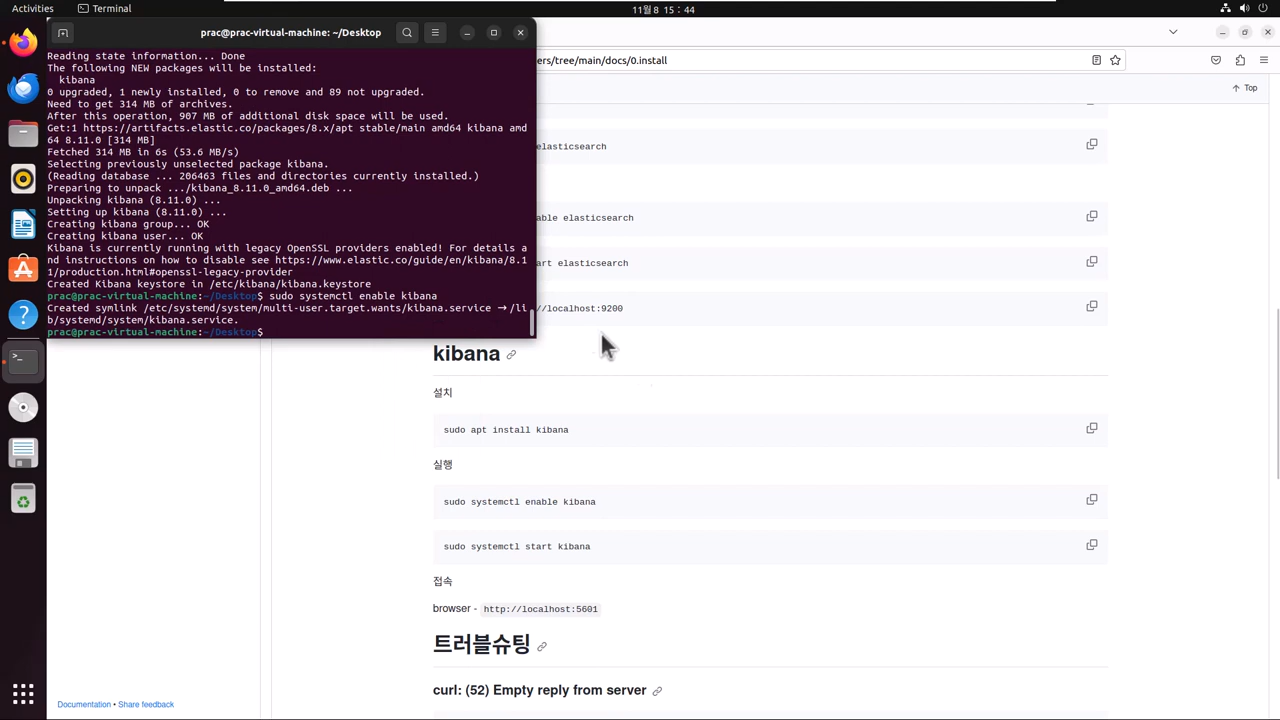 Activities
Terminal
11월 8 15 : 44
prac@prac-virtual-machine: ~/Desktop
Reading state information... Done
The following NEW packages will be installed:
kibana
0 upgraded, 1 newly installed, 0 to remove and 89 not upgraded.
Need to get 314 MB of archives.
After this operation, 907 MB of additional disk space will be used.
Get:1 https://artifacts.elastic.co/packages/8.x/apt stable/main amd64 kibana amd
64 8.11.0 [314 MB]
Fetched 314 MB in 6s (53.6 MB/s)
Selecting previously unselected package kibana.
(Reading database ... 206463 files and directories currently installed.)
Preparing to unpack .../kibana_8.11.0_amd64.deb ...
Unpacking kibana (8.11.0) ...
Setting up kibana (8.11.0) ...
Creating kibana group... OK
Creating kibana user... OK
Kibana is currently running with legacy OpenSSL providers enabled! For details a
nd instructions on how to disable see https://www.elastic.co/guide/en/kibana/8.1
1/production.html#openssl-legacy-provider
Created Kibana keystore in /etc/kibana/kibana.keystore
prac@prac-virtual-machine:~/Desktop$ sudo systemctl enable kibana
Created symlink /etc/systemd/system/multi-user.target.wants/kibana.service → /li
b/systemd/system/kibana.service.
prac@prac-virtual-machine:~/Desktop$
ers/tree/main/docs/0.install
Top
elasticsearch
able elasticsearch
art elasticsearch
//localhost:9200
kibana
설치
sudo apt install kibana
실행
sudo systemctl enable kibana
sudo systemctl start kibana
접속
browser - http://localhost:5601
트러블슈팅
curl: (52) Empty reply from server
Documentation • Share feedback